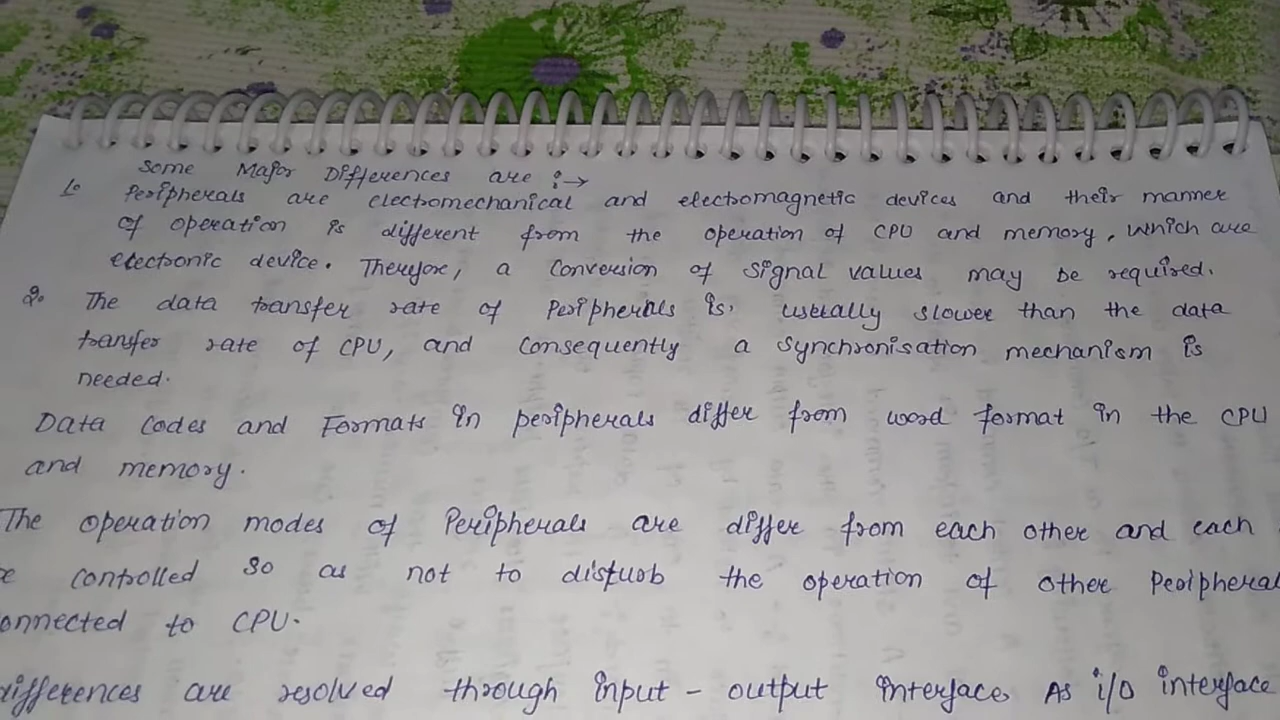 Some Major Differences are :→
1. Peripherals are electromechanical and electromagnetic devices and their manner
of operation is different from the operation of CPU and memory, which are
electronic device. Therefore, a Conversion of signal values may be required.
2. The data transfer rate of Peripherals is, usually slower than the data
transfer rate of CPU, and Consequently a synchronisation mechanism is
needed.
Data Codes and Formats in peripherals differ from word format in the CPU
and memory.
The operation modes of Peripherals are differ from each other and each
controlled so as not to disturb the operation of other Peripheral
onnected to CPU.
differences are resolved through input - output interface As i/O interface